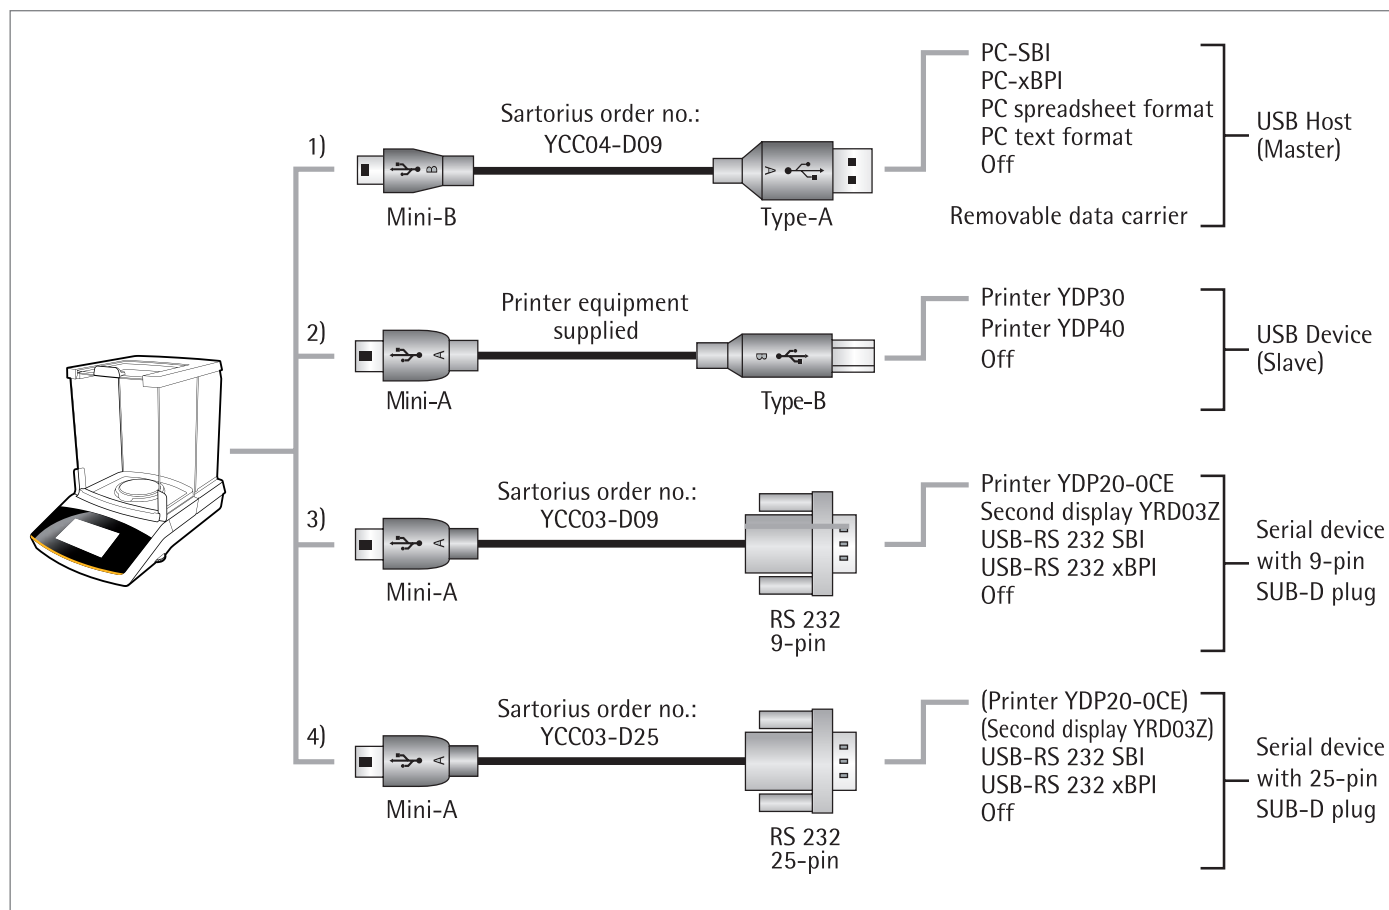 1)
Sartorius order no.:
YCC04-D09
B
A
Mini-B
Type-A
PC-SBI
PC-xBPI
PC spreadsheet format
PC text format
Off
Removable data carrier
USB Host
(Master)
2)
Printer equipment
supplied
A
B
Mini-A
Type-B
Printer YDP30
Printer YDP40
Off
USB Device
(Slave)
3)
Sartorius order no.:
YCC03-D09
A
Mini-A
RS 232
9-pin
Printer YDP20-0CE
Second display YRD03Z
USB-RS 232 SBI
USB-RS 232 xBPI
Off
Serial device
with 9-pin
SUB-D plug
4)
Sartorius order no.:
YCC03-D25
A
Mini-A
RS 232
25-pin
(Printer YDP20-0CE)
(Second display YRD03Z)
USB-RS 232 SBI
USB-RS 232 xBPI
Off
Serial device
with 25-pin
SUB-D plug